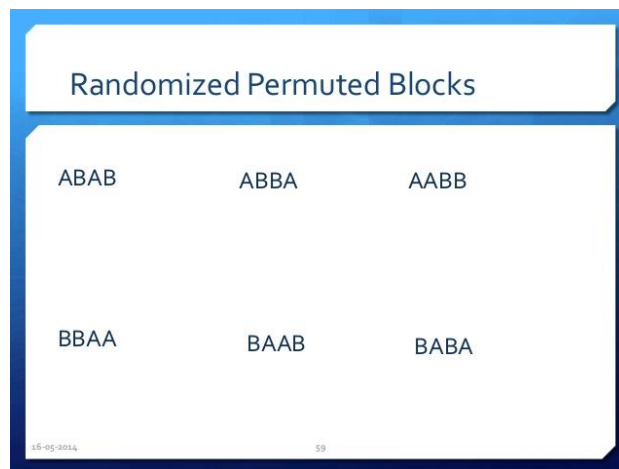 Randomized Permuted Blocks
ABAB ABBA AABB
BBAA BAAB BABA
16-05-2014 59